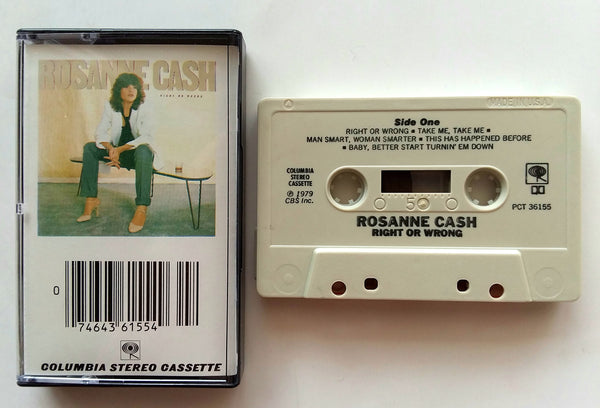 ROSANNE CASH
RIGHT OR WRONG
0
74643 61554
COLUMBIA STEREO CASSETTE
MADE IN U.S.A.
Side One
RIGHT OR WRONG ▪ TAKE ME, TAKE ME ▪
MAN SMART, WOMAN SMARTER ▪ THIS HAS HAPPENED BEFORE
▪ BABY, BETTER START TURNIN' EM DOWN
COLUMBIA
STEREO
CASSETTE
℗ 1979
CBS Inc.
50
PCT 36155
ROSANNE CASH
RIGHT OR WRONG